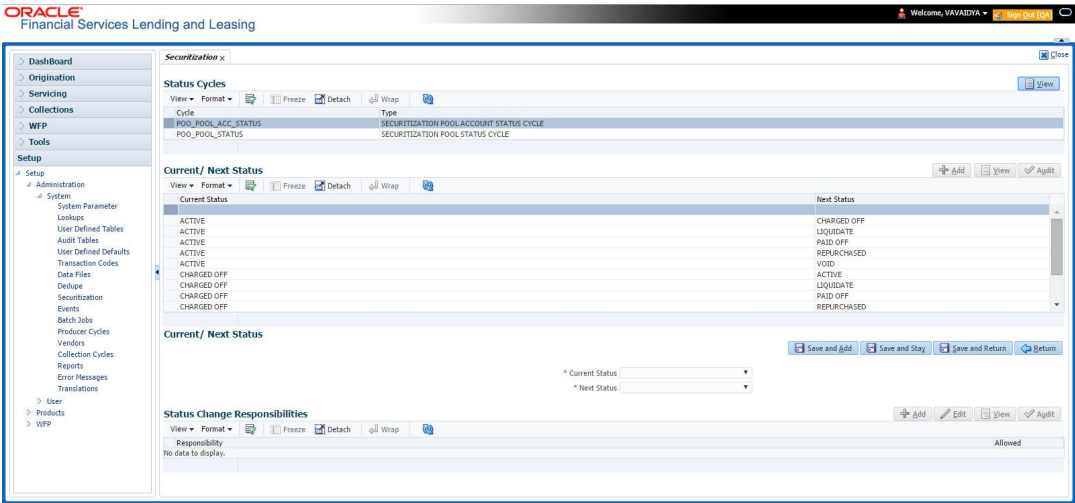 ORACLE
Financial Services Lending and Leasing
Welcome, VAVAIDYA
Sign Out [QA]
DashBoard
Origination
Servicing
Collections
WFP
Tools
Setup
Setup
Administration
System
System Parameter
Lookups
User Defined Tables
Audit Tables
User Defined Defaults
Transaction Codes
Data Files
Dedupe
Securitization
Events
Batch Jobs
Producer Cycles
Vendors
Collection Cycles
Reports
Error Messages
Translations
User
Products
WFP
Securitization x
Close
Status Cycles
View
View Format Freeze Detach Wrap
Cycle Type
POO_POOL_ACC_STATUS SECURITIZATION POOL ACCOUNT STATUS CYCLE
POO_POOL_STATUS SECURITIZATION POOL STATUS CYCLE
Current/ Next Status
Add View Audit
View Format Freeze Detach Wrap
Current Status Next Status
ACTIVE CHARGED OFF
ACTIVE LIQUIDATE
ACTIVE PAID OFF
ACTIVE REPURCHASED
ACTIVE VOID
CHARGED OFF ACTIVE
CHARGED OFF LIQUIDATE
CHARGED OFF PAID OFF
CHARGED OFF REPURCHASED
Current/ Next Status
Save and Add Save and Stay Save and Return Return
* Current Status
* Next Status
Status Change Responsibilities
Add Edit View Audit
View Format Freeze Detach Wrap
Responsibility Allowed
No data to display.